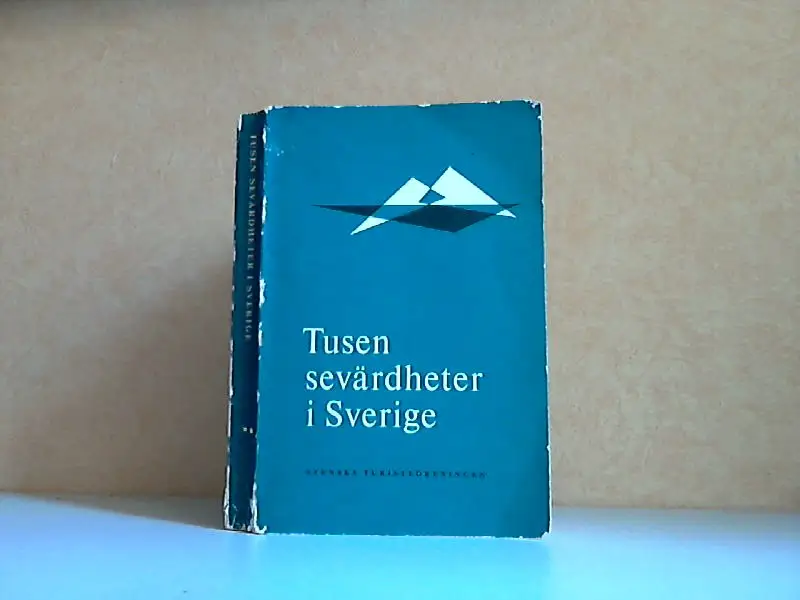 TUSEN SEVÄRDHETER I SVERIGE
Tusen
sevärdheter
i Sverige
SVENSKA TURISTFÖRENINGEN